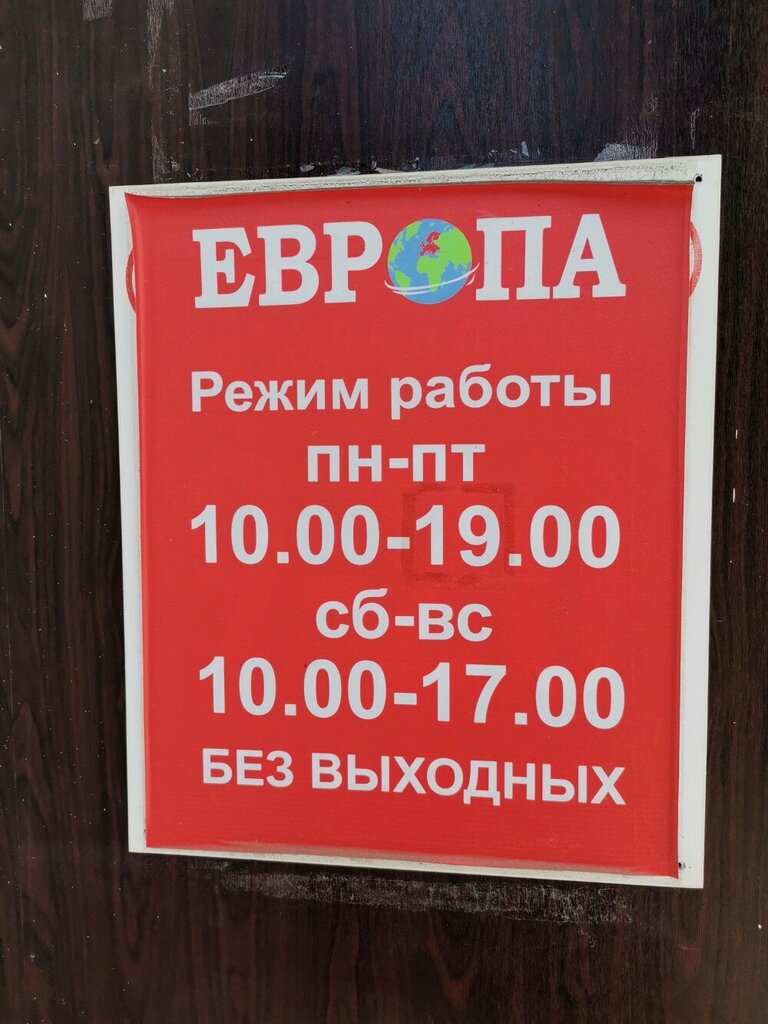 ЕВРОПА
Режим работы
пн-пт
10.00-19.00
сб-вс
10.00-17.00
БЕЗ ВЫХОДНЫХ